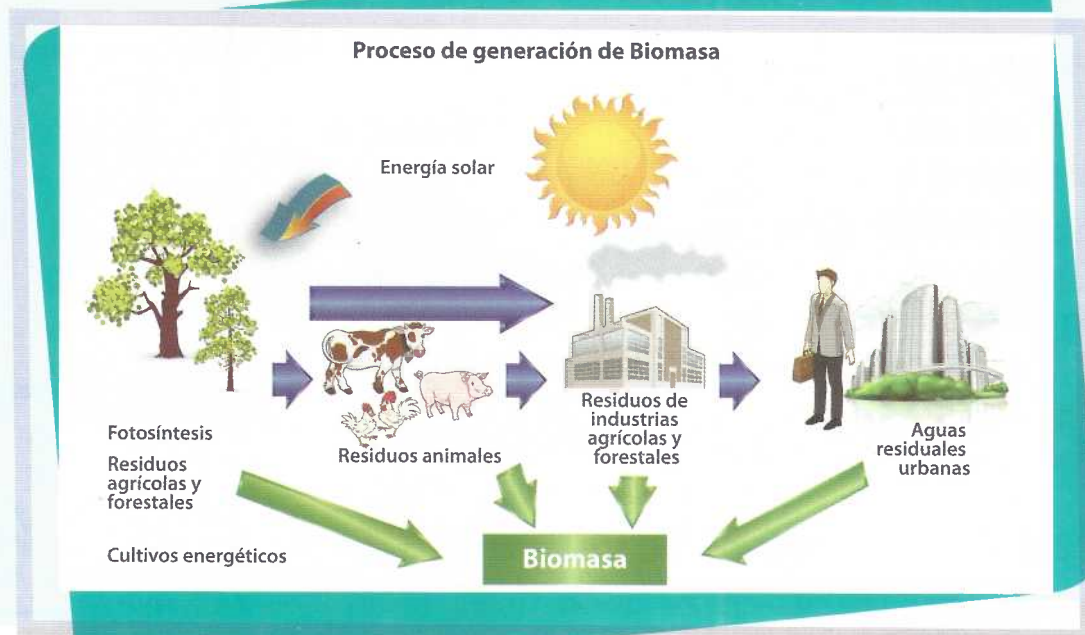 Proceso de generación de Biomasa
Energía solar
Fotosíntesis
Residuos
agrícolas y
forestales
Cultivos energéticos
Residuos animales
Residuos de
industrias
agrícolas y
forestales
Aguas
residuales
urbanas
Biomasa